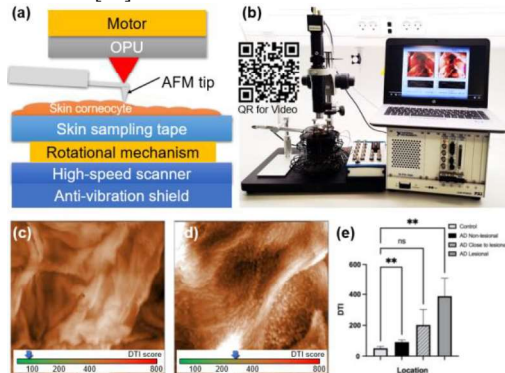 (a)
Motor
OPU
AFM tip
Skin corneocyte
Skin sampling tape
Rotational mechanism
High-speed scanner
Anti-vibration shield
(b)
QR for Video
(c)
DTI score
100 200 400 800
(d)
DTI score
100 200 400 800
(e)
Control
AD Non-lesional
AD Close to lesional
AD Lesional
**
ns
**
DTI
600
400
200
0
Location